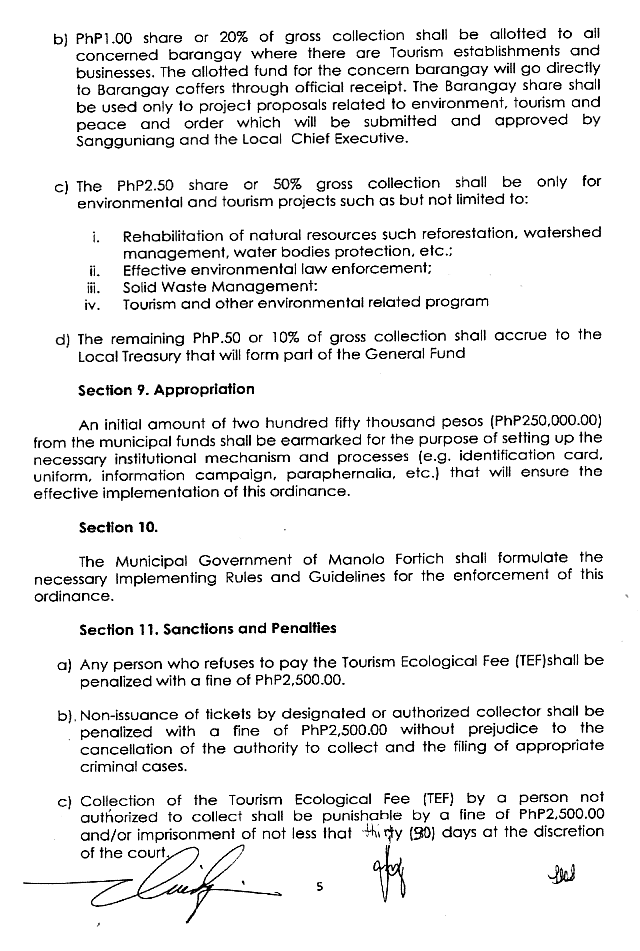 b) PhP1.00 share or 20% of gross collection shall be allotted to all
concerned barangay where there are Tourism establishments and
businesses. The allotted fund for the concern barangay will go directly
to Barangay coffers through official receipt. The Barangay share shall
be used only to project proposals related to environment, tourism and
peace and order which will be submitted and approved by
Sangguniang and the Local Chief Executive.
c) The PhP2.50 share or 50% gross collection shall be only for
environmental and tourism projects such as but not limited to:
i. Rehabilitation of natural resources such reforestation, watershed
management, water bodies protection, etc.;
ii. Effective environmental law enforcement;
iii. Solid Waste Management:
iv. Tourism and other environmental related program
d) The remaining PhP.50 or 10% of gross collection shall accrue to the
Local Treasury that will form part of the General Fund
Section 9. Appropriation
An initial amount of two hundred fifty thousand pesos (PhP250,000.00)
from the municipal funds shall be earmarked for the purpose of setting up the
necessary institutional mechanism and processes (e.g. identification card,
uniform, information campaign, paraphernalia, etc.) that will ensure the
effective implementation of this ordinance.
Section 10.
The Municipal Government of Manolo Fortich shall formulate the
necessary Implementing Rules and Guidelines for the enforcement of this
ordinance.
Section 11. Sanctions and Penalties
a) Any person who refuses to pay the Tourism Ecological Fee (TEF)shall be
penalized with a fine of PhP2,500.00.
b). Non-issuance of tickets by designated or authorized collector shall be
penalized with a fine of PhP2,500.00 without prejudice to the
cancellation of the authority to collect and the filing of appropriate
criminal cases.
c) Collection of the Tourism Ecological Fee (TEF) by a person not
authorized to collect shall be punishable by a fine of PhP2,500.00
and/or imprisonment of not less that thirty (30) days at the discretion
of the court.
5